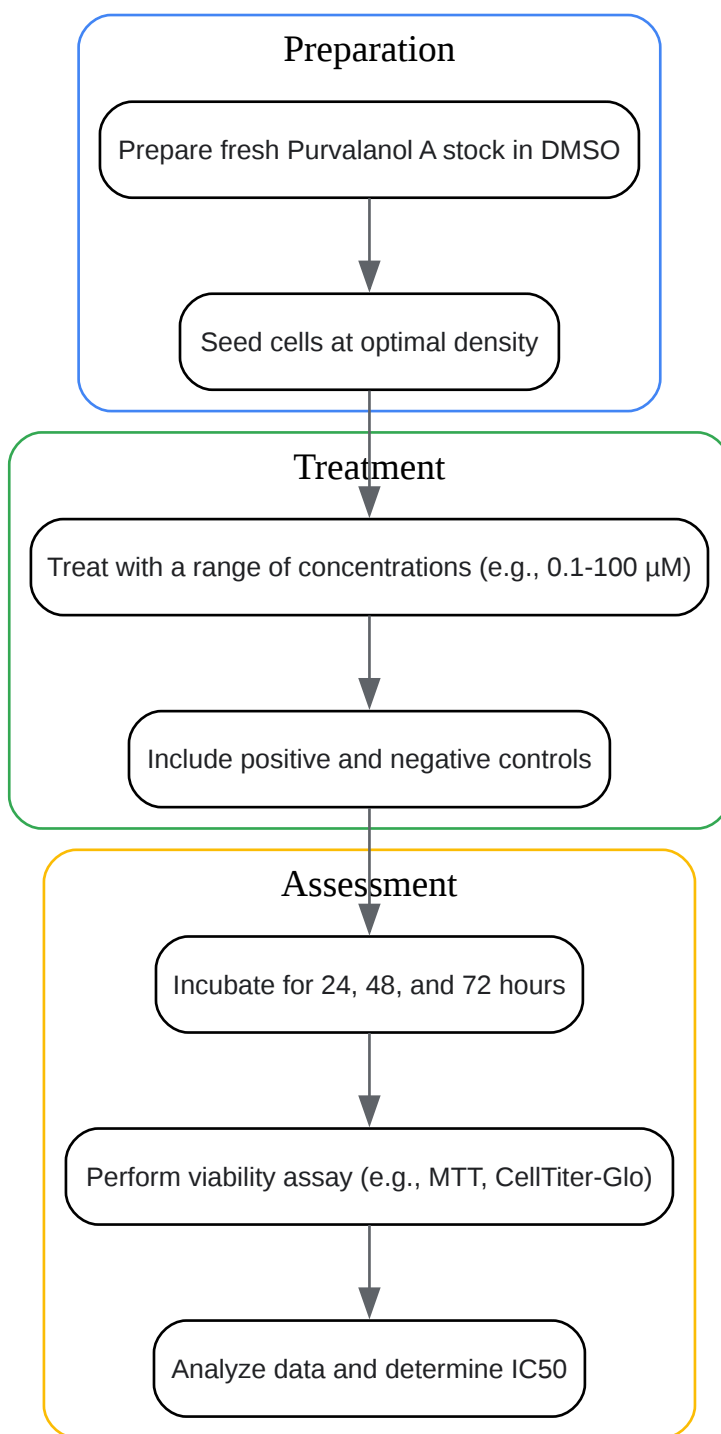 Preparation
Prepare fresh Purvalanol A stock in DMSO
Seed cells at optimal density
Treatment
Treat with a range of concentrations (e.g., 0.1-100 µM)
Include positive and negative controls
Assessment
Incubate for 24, 48, and 72 hours
Perform viability assay (e.g., MTT, CellTiter-Glo)
Analyze data and determine IC50